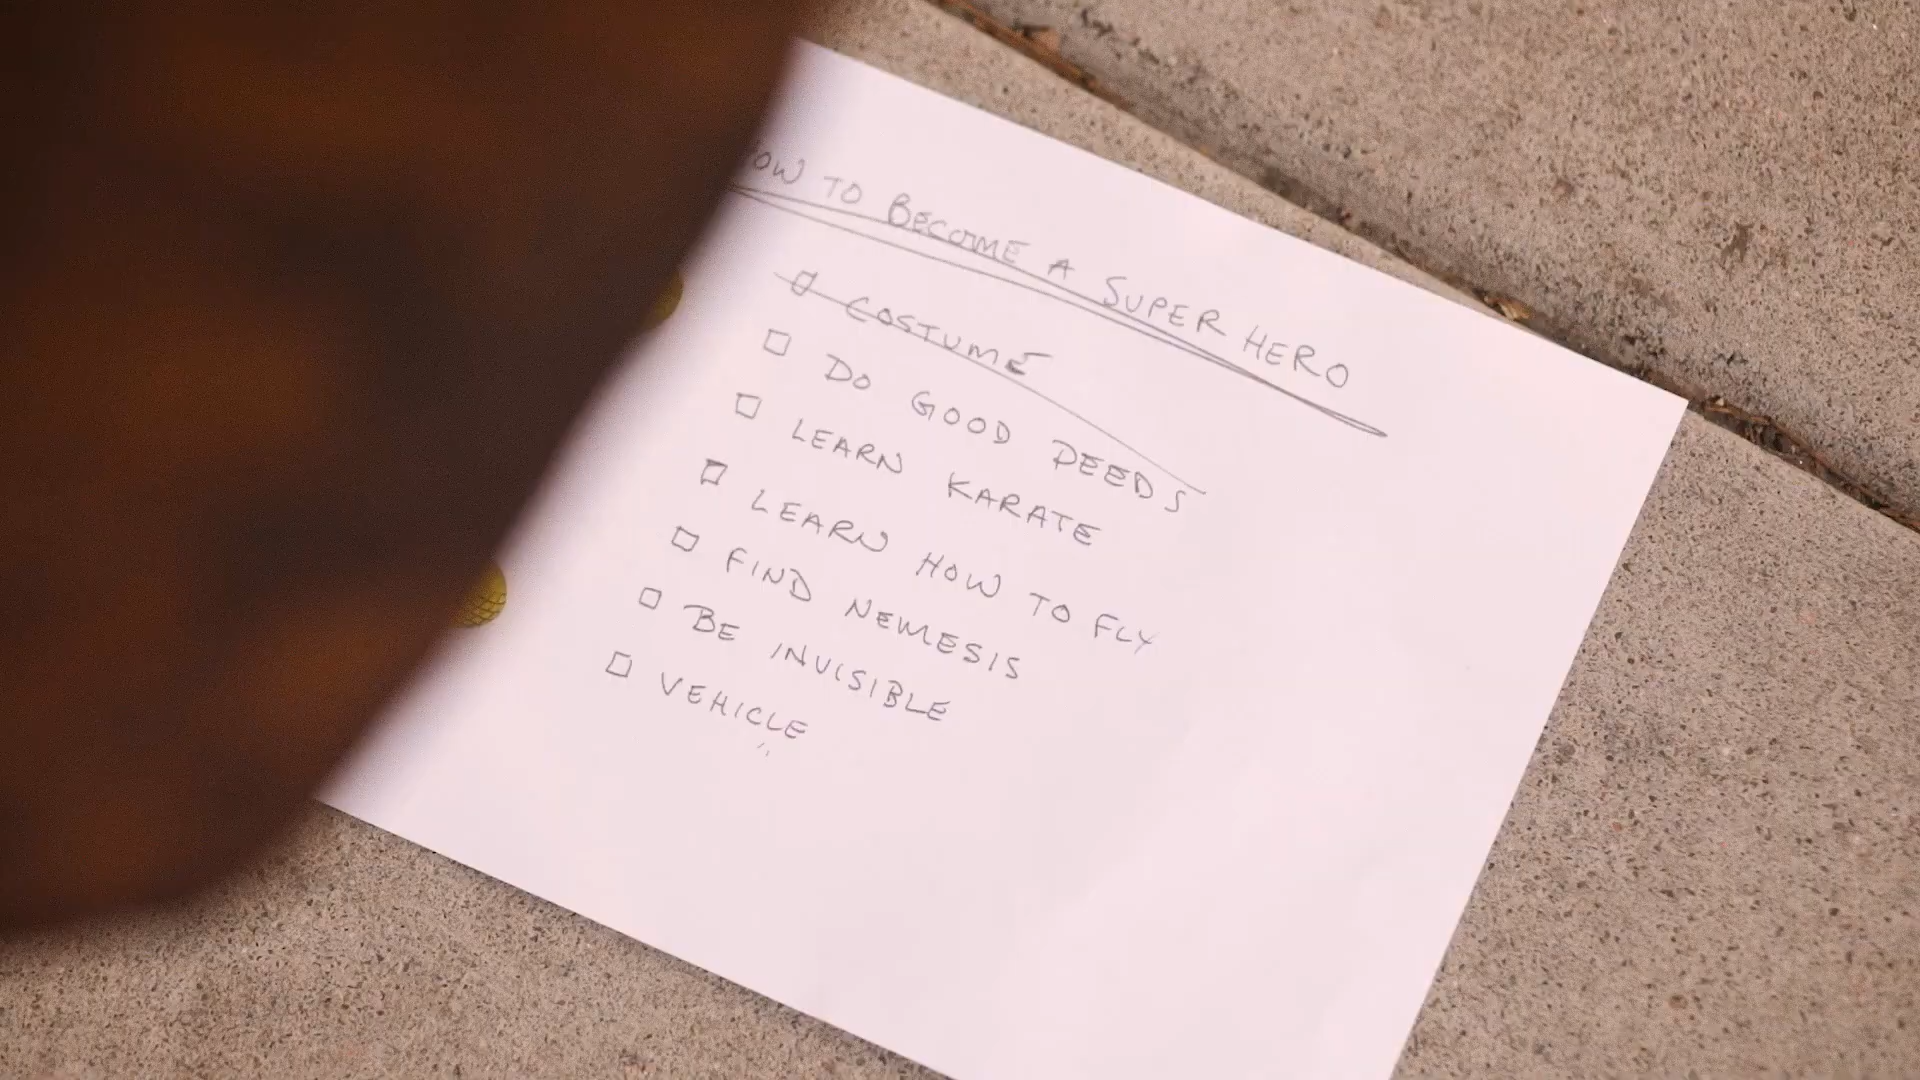 OW TO BECOME A SUPER HERO
COSTUME
DO GOOD DEEDS
LEARN KARATE
LEARN HOW TO FLY
FIND NEMESIS
BE INVISIBLE
VEHICLE